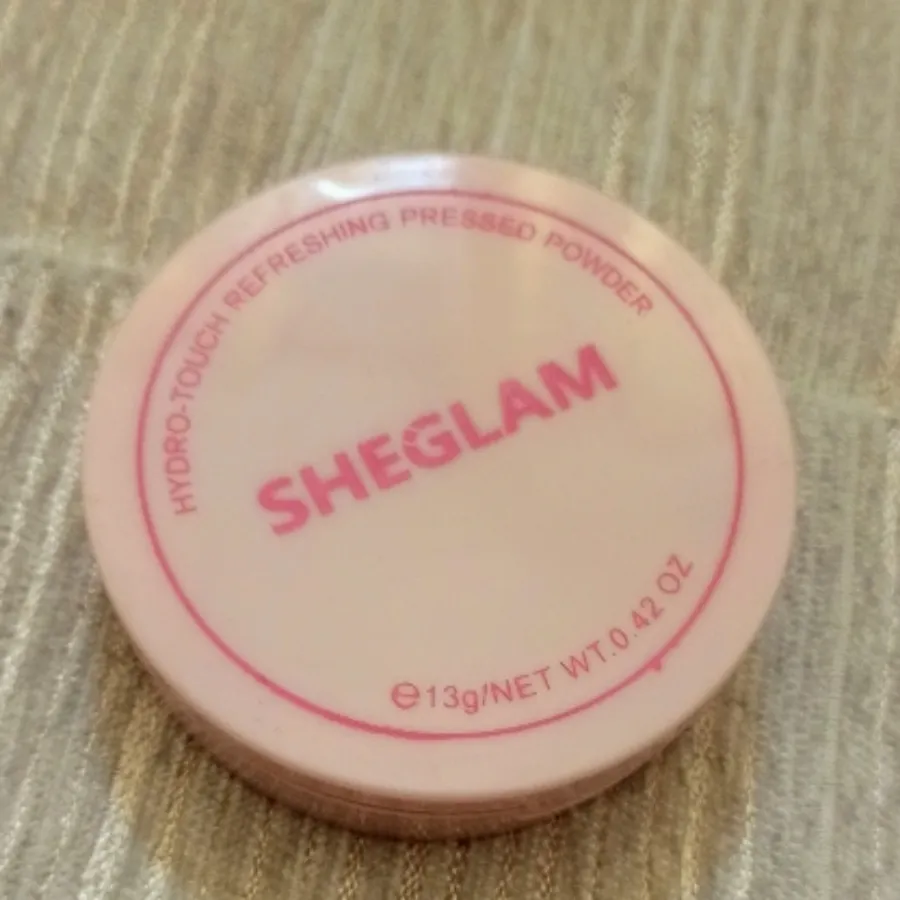 HYDRO-TOUCH REFRESHING PRESSED POWDER
SHEGLAM
℮13g/NET WT.0.42 OZ